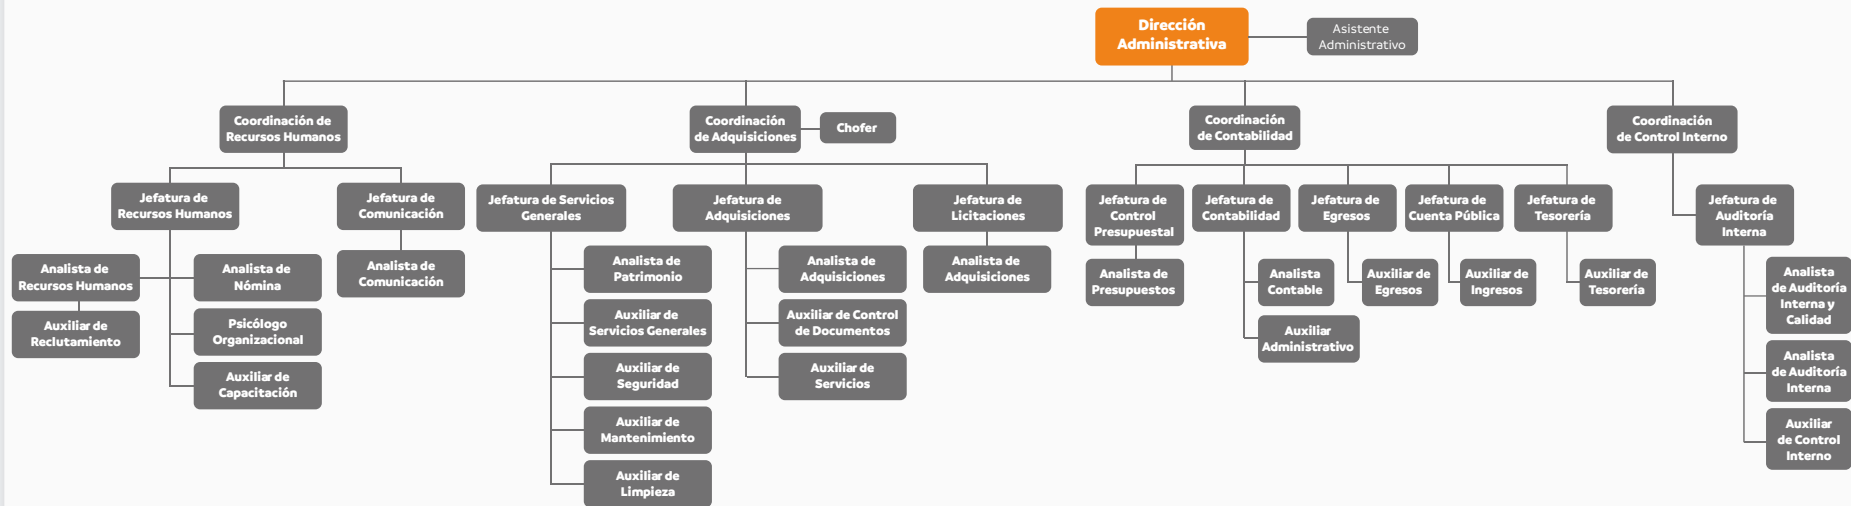 Dirección
Administrativa
Asistente
Administrativo
Coordinación de
Recursos Humanos
Coordinación
de Adquisiciones
Chofer
Coordinación
de Contabilidad
Coordinación
de Control Interno
Jefatura de
Recursos Humanos
Jefatura de
Comunicación
Jefatura de Servicios
Generales
Jefatura de
Adquisiciones
Jefatura de
Licitaciones
Jefatura de
Control
Presupuestal
Jefatura de
Contabilidad
Jefatura de
Egresos
Jefatura de
Cuenta Pública
Jefatura de
Tesorería
Jefatura de
Auditoría
Interna
Analista de
Recursos Humanos
Auxiliar de
Reclutamiento
Analista de
Nómina
Psicólogo
Organizacional
Auxiliar de
Capacitación
Analista de
Comunicación
Analista de
Patrimonio
Auxiliar de
Servicios Generales
Auxiliar de
Seguridad
Auxiliar de
Mantenimiento
Auxiliar de
Limpieza
Analista de
Adquisiciones
Auxiliar de Control
de Documentos
Auxiliar de
Servicios
Analista de
Adquisiciones
Analista de
Presupuestos
Analista
Contable
Auxiliar
Administrativo
Auxiliar de
Egresos
Auxiliar de
Ingresos
Auxiliar de
Tesorería
Analista
de Auditoría
Interna y
Calidad
Analista
de Auditoría
Interna
Auxiliar
de Control
Interno